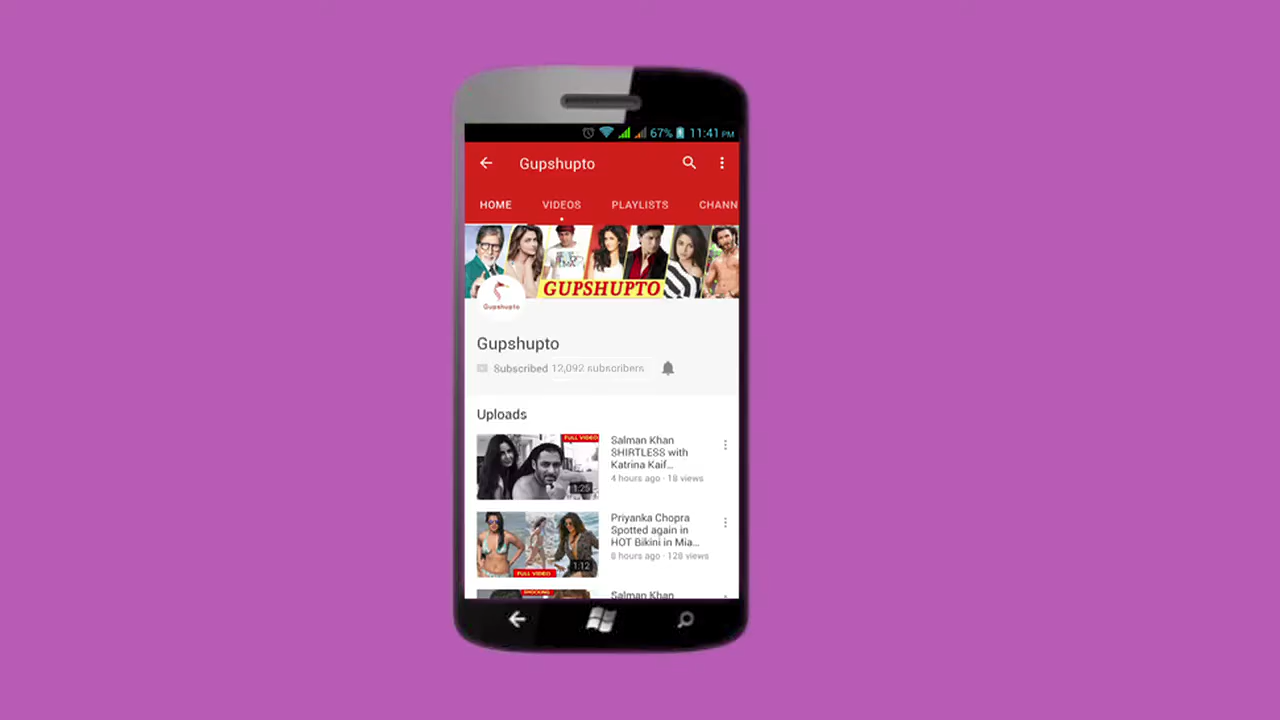 67% 11:41 PM
Gupshupto
HOME VIDEOS PLAYLISTS CHANN
GUPSHUPTO
Gupshupto
Gupshupto
Subscribed 12,092 subscribers
Uploads
FULL VIDEO
1:25
Salman Khan
SHIRTLESS with
Katrina Kaif...
4 hours ago · 18 views
FULL VIDEO
1:12
Priyanka Chopra
Spotted again in
HOT Bikini in Mia...
8 hours ago · 128 views
SHOCKING
Salman Khan